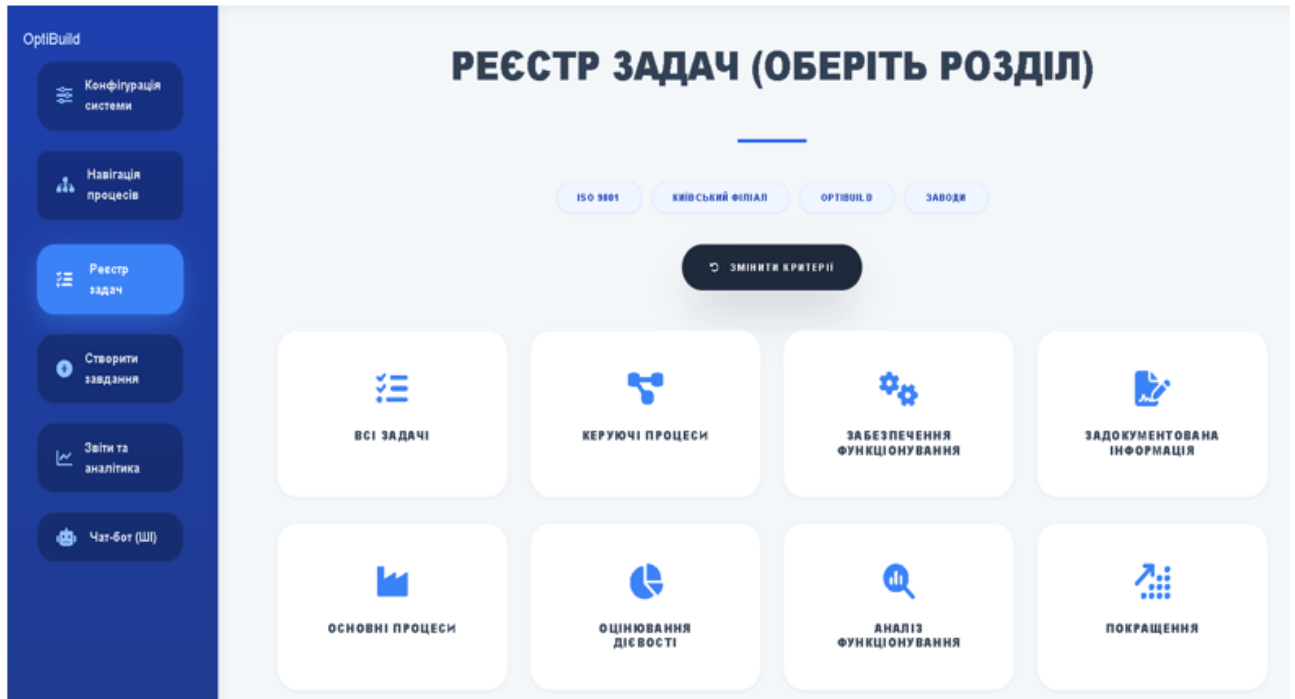 OptiBuild
Конфігурація
системи
Навігація
процесів
Реєстр
задач
Створити
завдання
Звіти та
аналітика
Чат-бот (ШІ)
РЕЄСТР ЗАДАЧ (ОБЕРІТЬ РОЗДІЛ)
ISO 9001
КИЇВСЬКИЙ ФІЛІАЛ
OPTIBUILD
ЗАВОДИ
ЗМІНИТИ КРИТЕРІЇ
ВСІ ЗАДАЧІ
КЕРУЮЧІ ПРОЦЕСИ
ЗАБЕЗПЕЧЕННЯ
ФУНКЦІОНУВАННЯ
ЗАДОКУМЕНТОВАНА
ІНФОРМАЦІЯ
ОСНОВНІ ПРОЦЕСИ
ОЦІНЮВАННЯ
ДІЄВОСТІ
АНАЛІЗ
ФУНКЦІОНУВАННЯ
ПОКРАЩЕННЯ